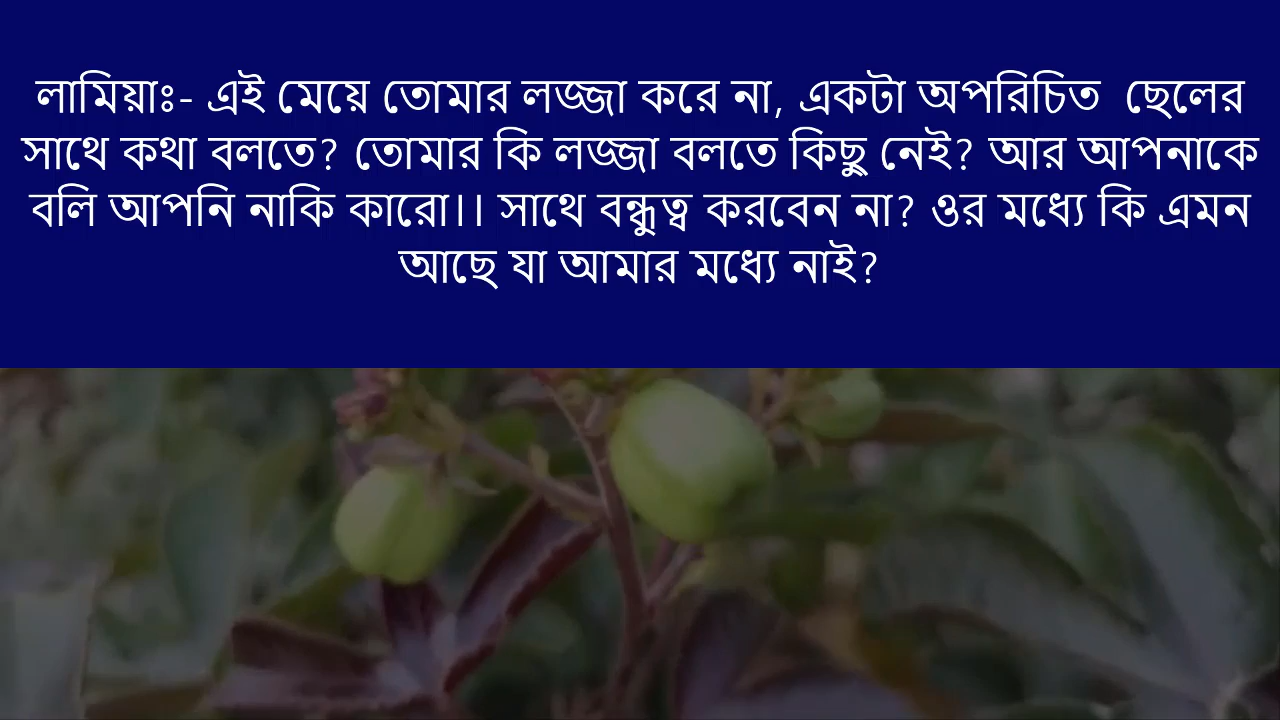 লামিয়াঃ- এই মেয়ে তোমার লজ্জা করে না, একটা অপরিচিত  ছেলের
সাথে কথা বলতে? তোমার কি লজ্জা বলতে কিছু নেই? আর আপনাকে
বলি আপনি নাকি কারো।। সাথে বন্ধুত্ব করবেন না? ওর মধ্যে কি এমন
আছে যা আমার মধ্যে নাই?